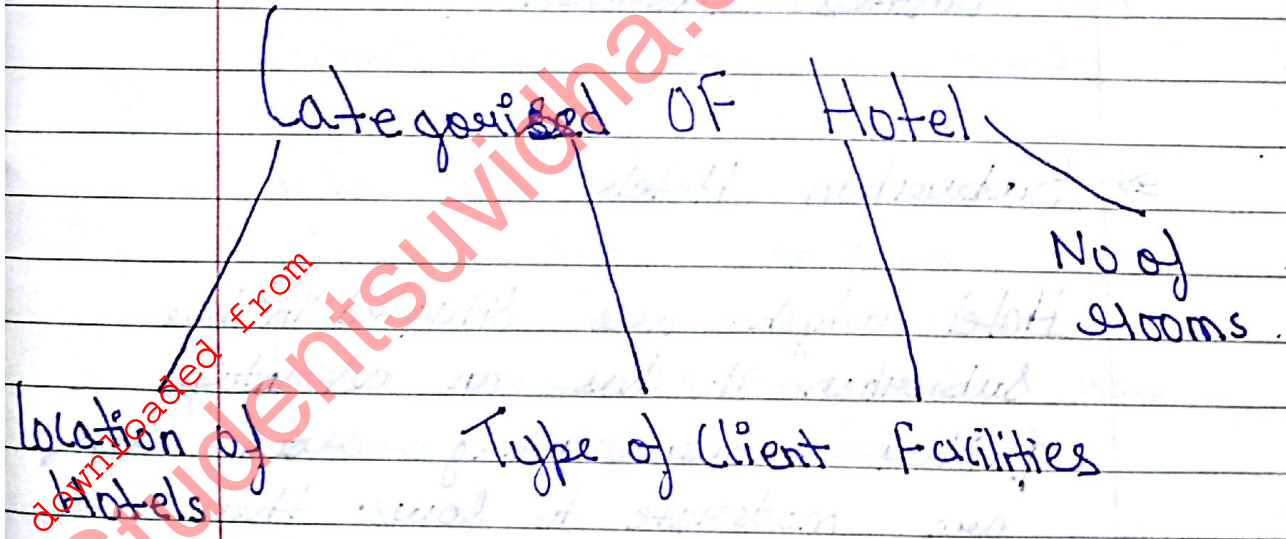 Categorised OF Hotel
No of
rooms
Location of
Hotels
Type of Client
Facilities
downloaded from
Studentsuvidha.c